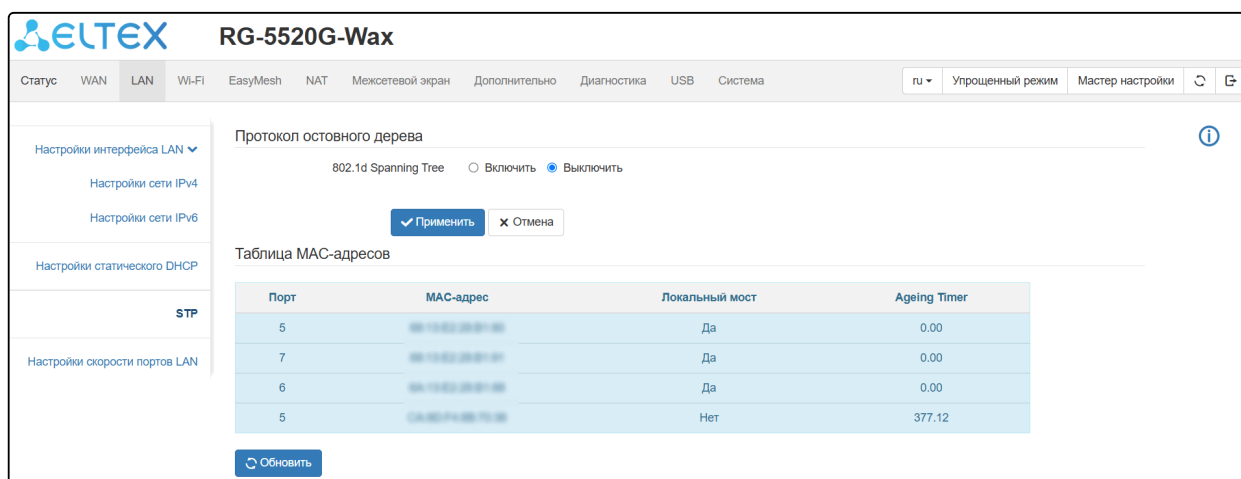 ELTEX RG-5520G-Wax
Статус WAN LAN Wi-Fi EasyMesh NAT Межсетевой экран Дополнительно Диагностика USB Система ru Упрощенный режим Мастер настройки
Настройки интерфейса LAN
Настройки сети IPv4
Настройки сети IPv6
Настройки статического DHCP
STP
Настройки скорости портов LAN
Протокол остовного дерева
802.1d Spanning Tree Включить Выключить
Применить Отмена
Таблица MAC-адресов
Порт MAC-адрес Локальный мост Ageing Timer
5 Да 0.00
7 Да 0.00
6 Да 0.00
5 Нет 377.12
Обновить